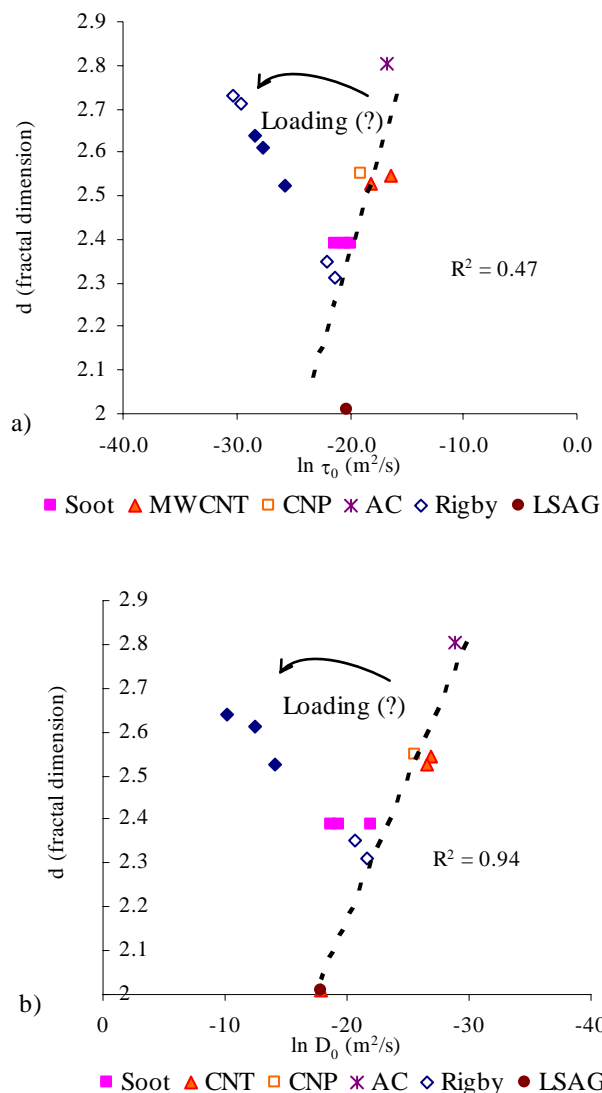 2.9
2.8
2.7
2.6
2.5
2.4
2.3
2.2
2.1
2
d (fractal dimension)
Loading (?)
R² = 0.47
a)
-40.0 -30.0 -20.0 -10.0 0.0
ln τ₀ (m²/s)
Soot MWCNT CNP AC Rigby LSAG
2.9
2.8
2.7
2.6
2.5
2.4
2.3
2.2
2.1
2
d (fractal dimension)
Loading (?)
R² = 0.94
b)
0 -10 -20 -30 -40
ln D₀ (m²/s)
Soot CNT CNP AC Rigby LSAG